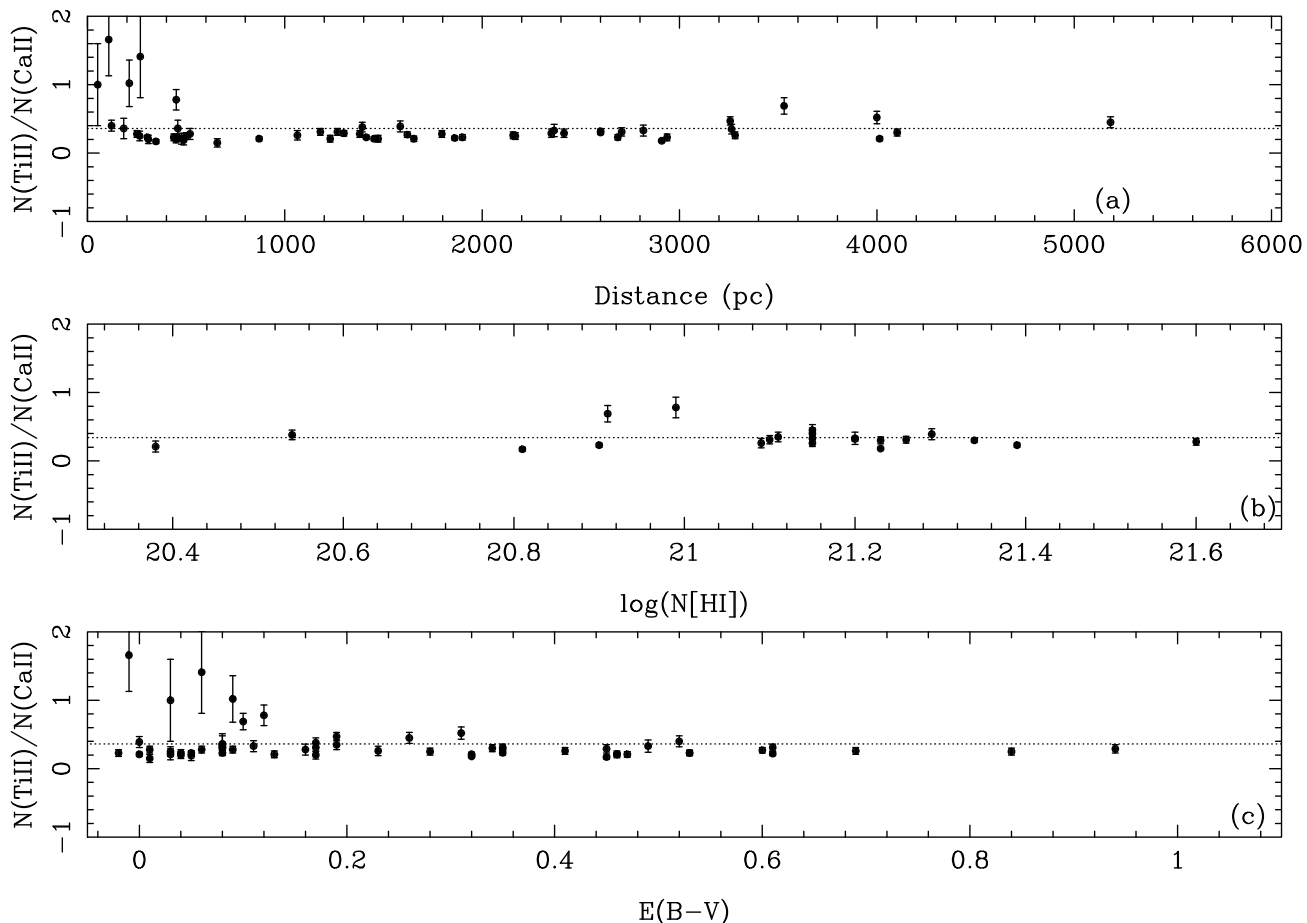 N(TiII)/N(CaII)
2
1
0
−1
(a)
0 1000 2000 3000 4000 5000 6000
Distance (pc)
N(TiII)/N(CaII)
2
1
0
−1
(b)
20.4 20.6 20.8 21 21.2 21.4 21.6
log(N[HI])
N(TiII)/N(CaII)
2
1
0
−1
(c)
0 0.2 0.4 0.6 0.8 1
E(B−V)